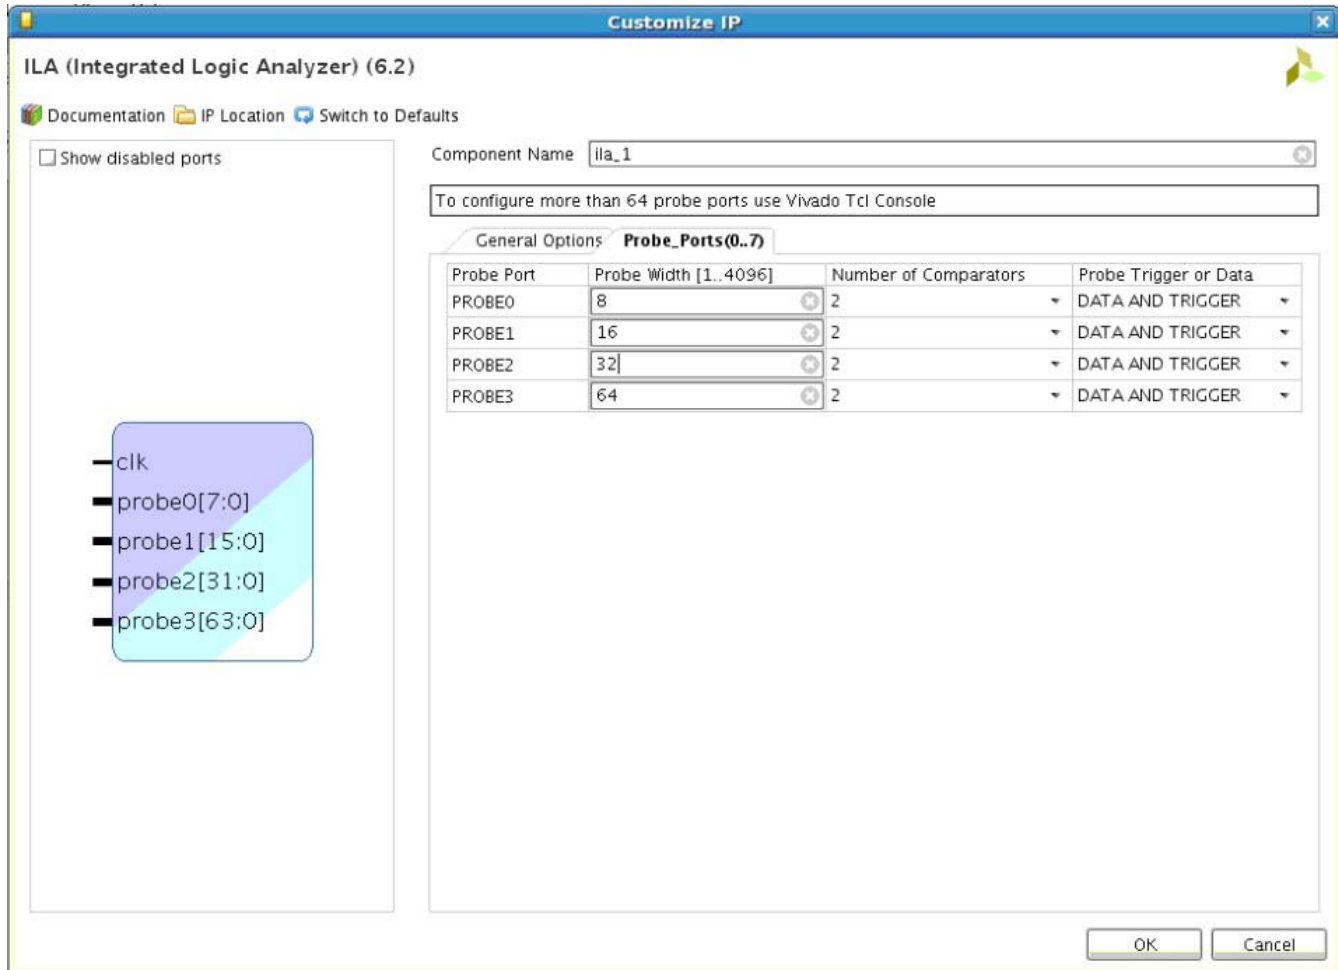 Customize IP
ILA (Integrated Logic Analyzer) (6.2)
Documentation IP Location Switch to Defaults
Show disabled ports
Component Name ila_1
To configure more than 64 probe ports use Vivado Tcl Console
General Options Probe_Ports(0..7)
Probe Port Probe Width [1..4096] Number of Comparators Probe Trigger or Data
PROBE0 8 2 DATA AND TRIGGER
PROBE1 16 2 DATA AND TRIGGER
PROBE2 32 2 DATA AND TRIGGER
PROBE3 64 2 DATA AND TRIGGER
clk
probe0[7:0]
probe1[15:0]
probe2[31:0]
probe3[63:0]
OK Cancel